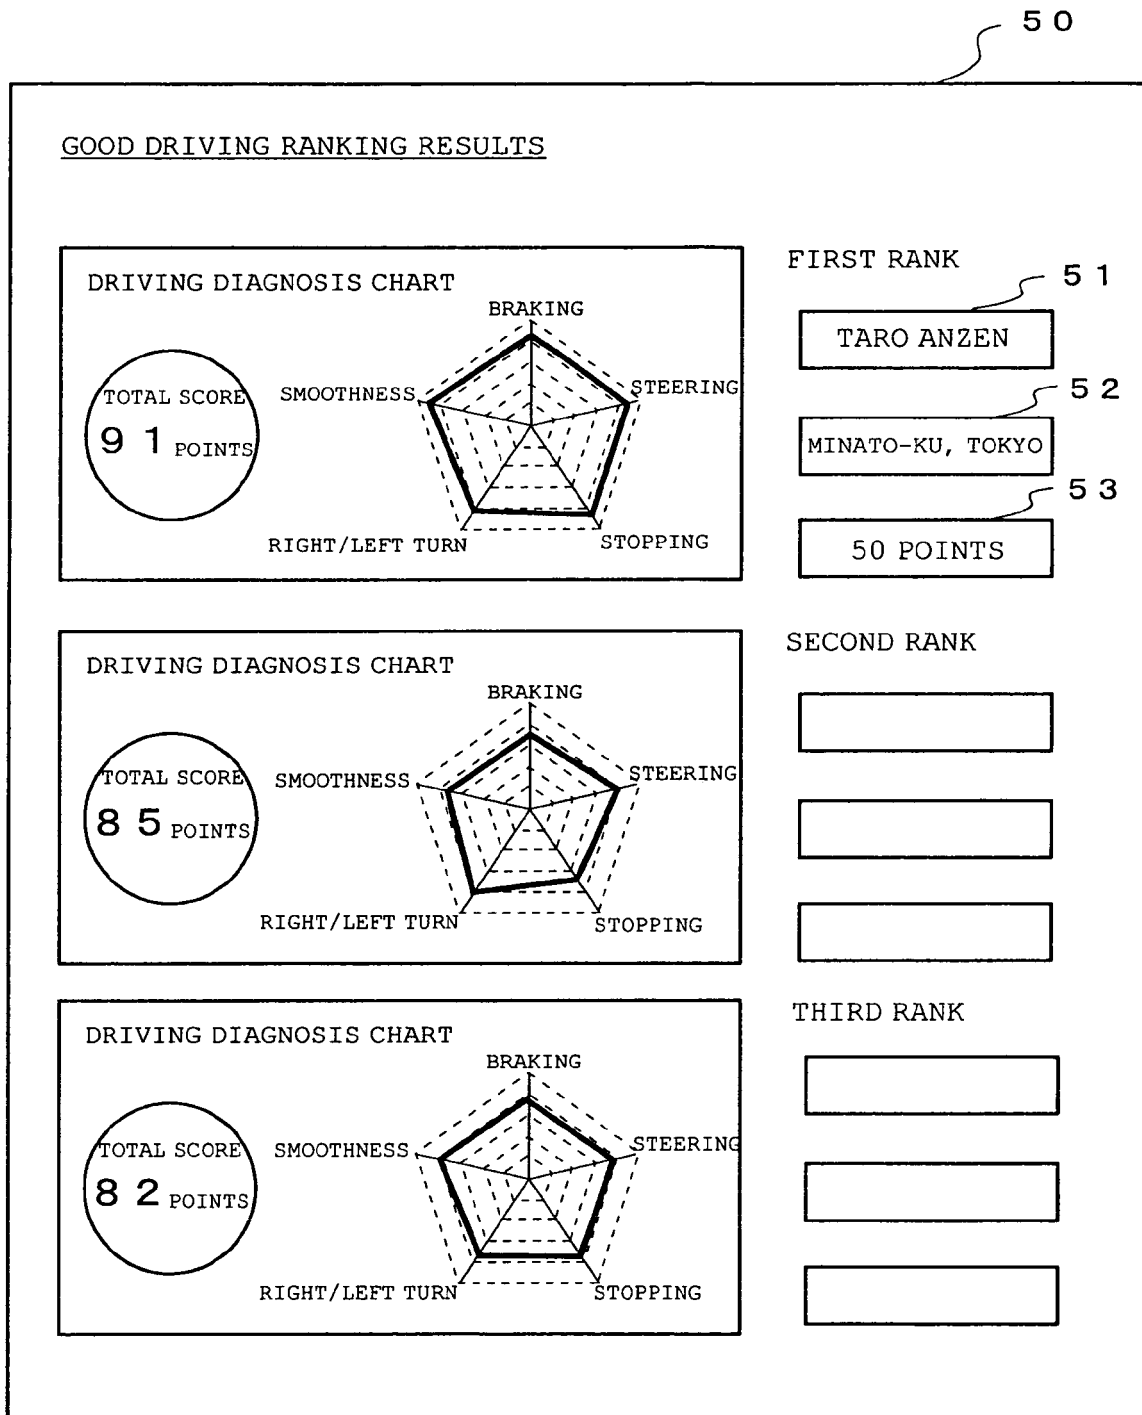 50
GOOD DRIVING RANKING RESULTS
DRIVING DIAGNOSIS CHART
TOTAL SCORE
91 POINTS
BRAKING
SMOOTHNESS
STEERING
RIGHT/LEFT TURN
STOPPING
FIRST RANK
51
TARO ANZEN
52
MINATO-KU, TOKYO
53
50 POINTS
DRIVING DIAGNOSIS CHART
TOTAL SCORE
85 POINTS
BRAKING
SMOOTHNESS
STEERING
RIGHT/LEFT TURN
STOPPING
SECOND RANK
DRIVING DIAGNOSIS CHART
TOTAL SCORE
82 POINTS
BRAKING
SMOOTHNESS
STEERING
RIGHT/LEFT TURN
STOPPING
THIRD RANK